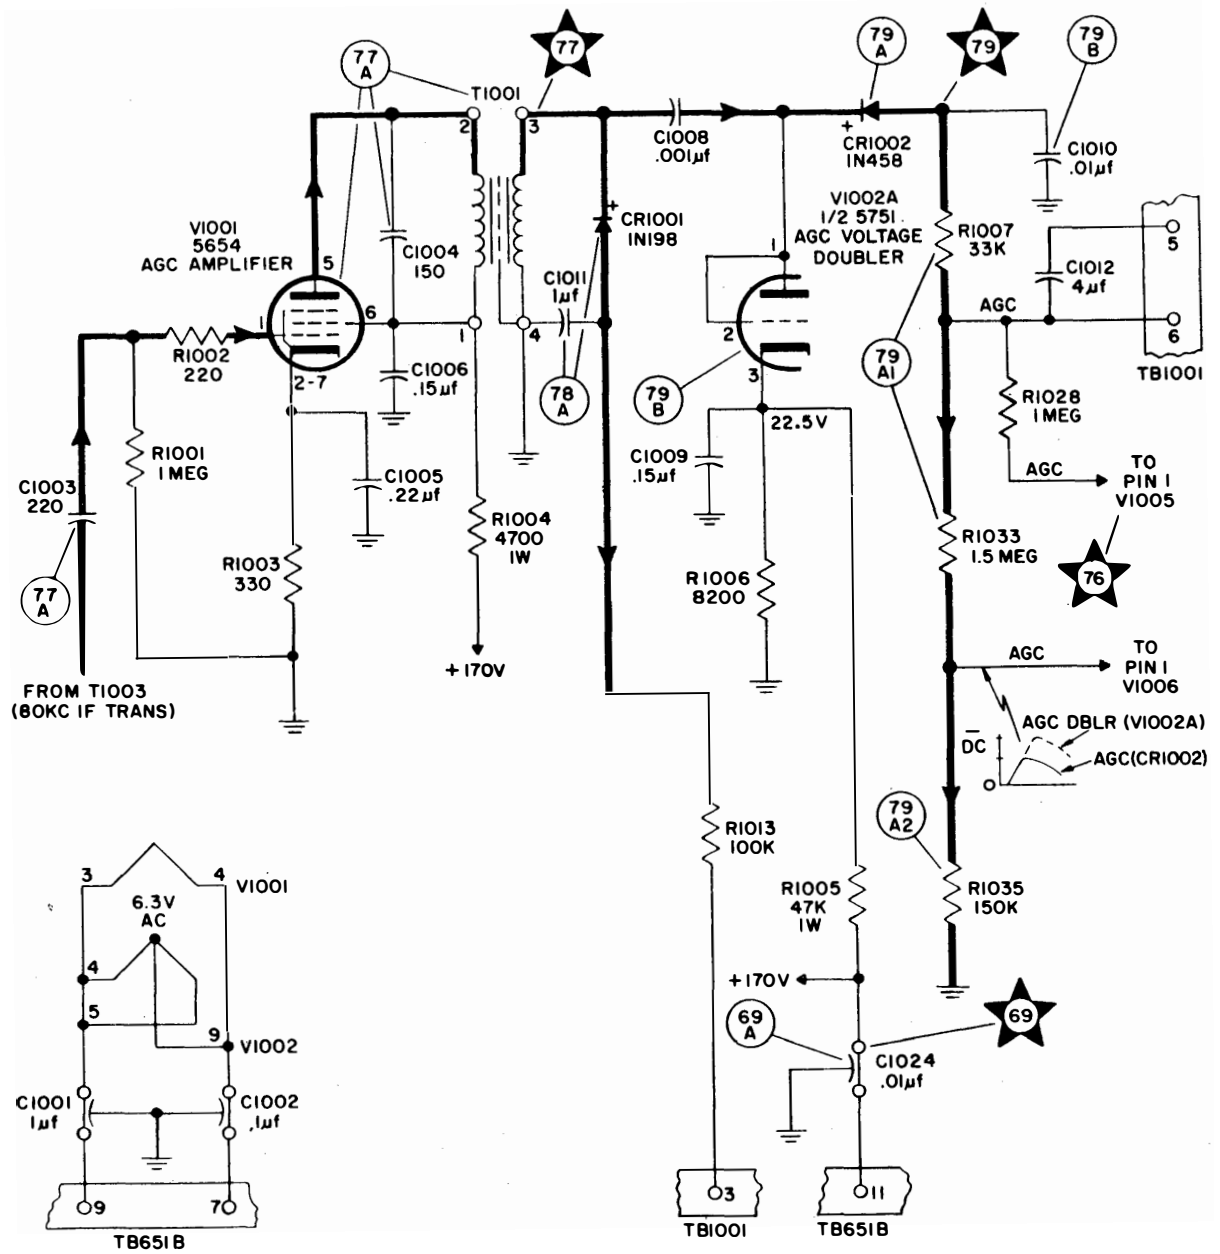 77
A
77
79
A
79
79
B
T1001
2
3
C1008
.001µf
+
CR1002
1N458
C1010
.01µf
V1001
5654
AGC AMPLIFIER
5
C1004
150
+
CR1001
1N198
V1002A
1/2 5751
AGC VOLTAGE
DOUBLER
1
R1007
33K
5
C1012
4µf
C1011
1µf
AGC
1
6
1
4
2
6
R1002
220
TB1001
2-7
C1006
.15µf
78
A
79
B
3
79
A1
R1028
1 MEG
22.5V
R1001
1 MEG
C1005
.22µf
C1009
.15µf
AGC
TO
PIN 1
V1005
C1003
220
R1004
4700
1W
R1033
1.5 MEG
R1003
330
R1006
8200
76
77
A
+170V
AGC
TO
PIN 1
V1006
FROM T1003
(80KC IF TRANS)
AGC DBLR (V1002A)
DC
AGC(CR1002)
0
79
A2
R1013
100K
3
4
V1001
R1005
47K
1W
R1035
150K
6.3V
AC
4
+170V
5
69
A
69
9
V1002
C1024
.01µf
C1001
1µf
C1002
.1µf
9
7
3
11
TB651B
TB1001
TB651B